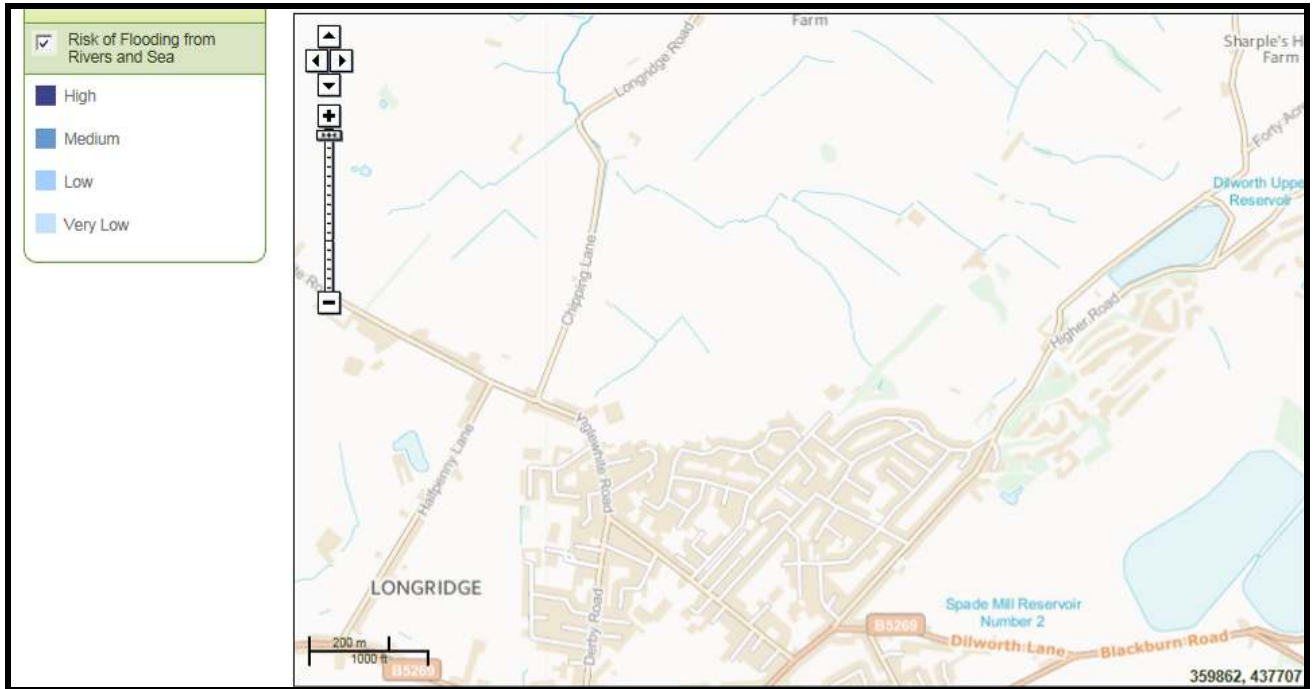 Risk of Flooding from
Rivers and Sea
High
Medium
Low
Very Low
Farm
Sharple's H
Farm
Longridge Road
Forty Acr
Dilworth Uppe
Reservoir
Chipping Lane
Higher Road
Inglewhite Road
Halfpenny Lane
LONGRIDGE
Derby Road
Spade Mill Reservoir
Number 2
B5269
Dilworth Lane
Blackburn Road
200 m
1000 ft
B5269
359862, 437707